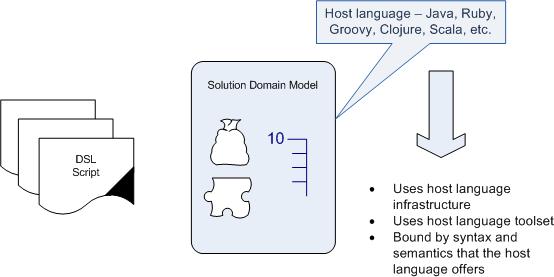 Host language – Java, Ruby,
Groovy, Clojure, Scala, etc.
Solution Domain Model
10
DSL
Script
• Uses host language
infrastructure
• Uses host language toolset
• Bound by syntax and
semantics that the host
language offers